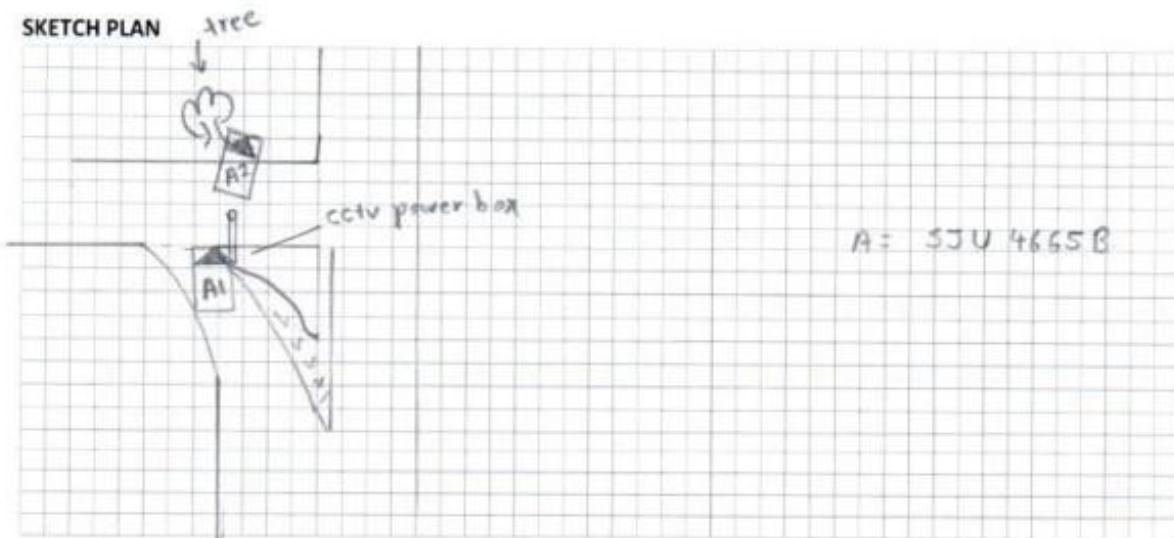 SKETCH PLAN
tree
A2
cctv power box
A = SJU 4665B
A1